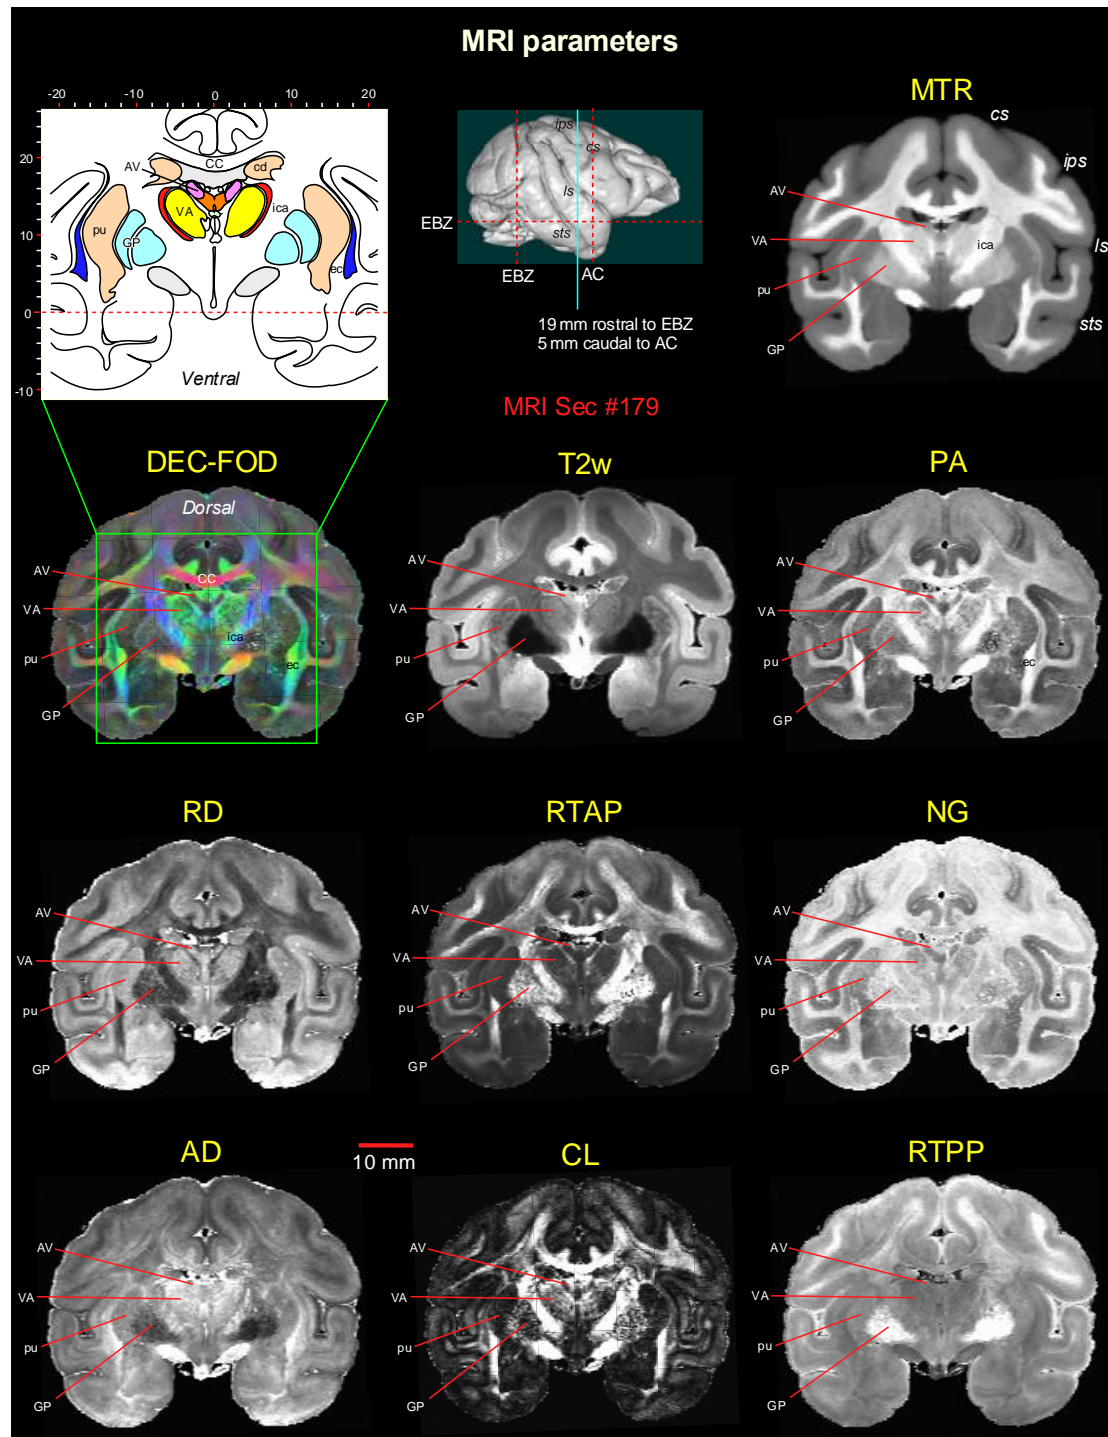 MRI parameters
-20 -10 0 10 20
20
10
0
-10
AV
CC
cd
VA
ica
pu
GP
ec
Ventral
ips
cs
ls
sts
EBZ
EBZ
AC
19 mm rostral to EBZ
5 mm caudal to AC
MTR
cs
ips
ls
sts
AV
VA
ica
pu
GP
MRI Sec #179
DEC-FOD
Dorsal
AV
CC
VA
ica
pu
ec
GP
T2w
AV
VA
pu
GP
PA
AV
VA
pu
ec
GP
RD
AV
VA
pu
GP
RTAP
AV
VA
pu
GP
NG
AV
VA
pu
GP
AD
AV
VA
pu
GP
10 mm
CL
AV
VA
pu
GP
RTPP
AV
VA
pu
GP